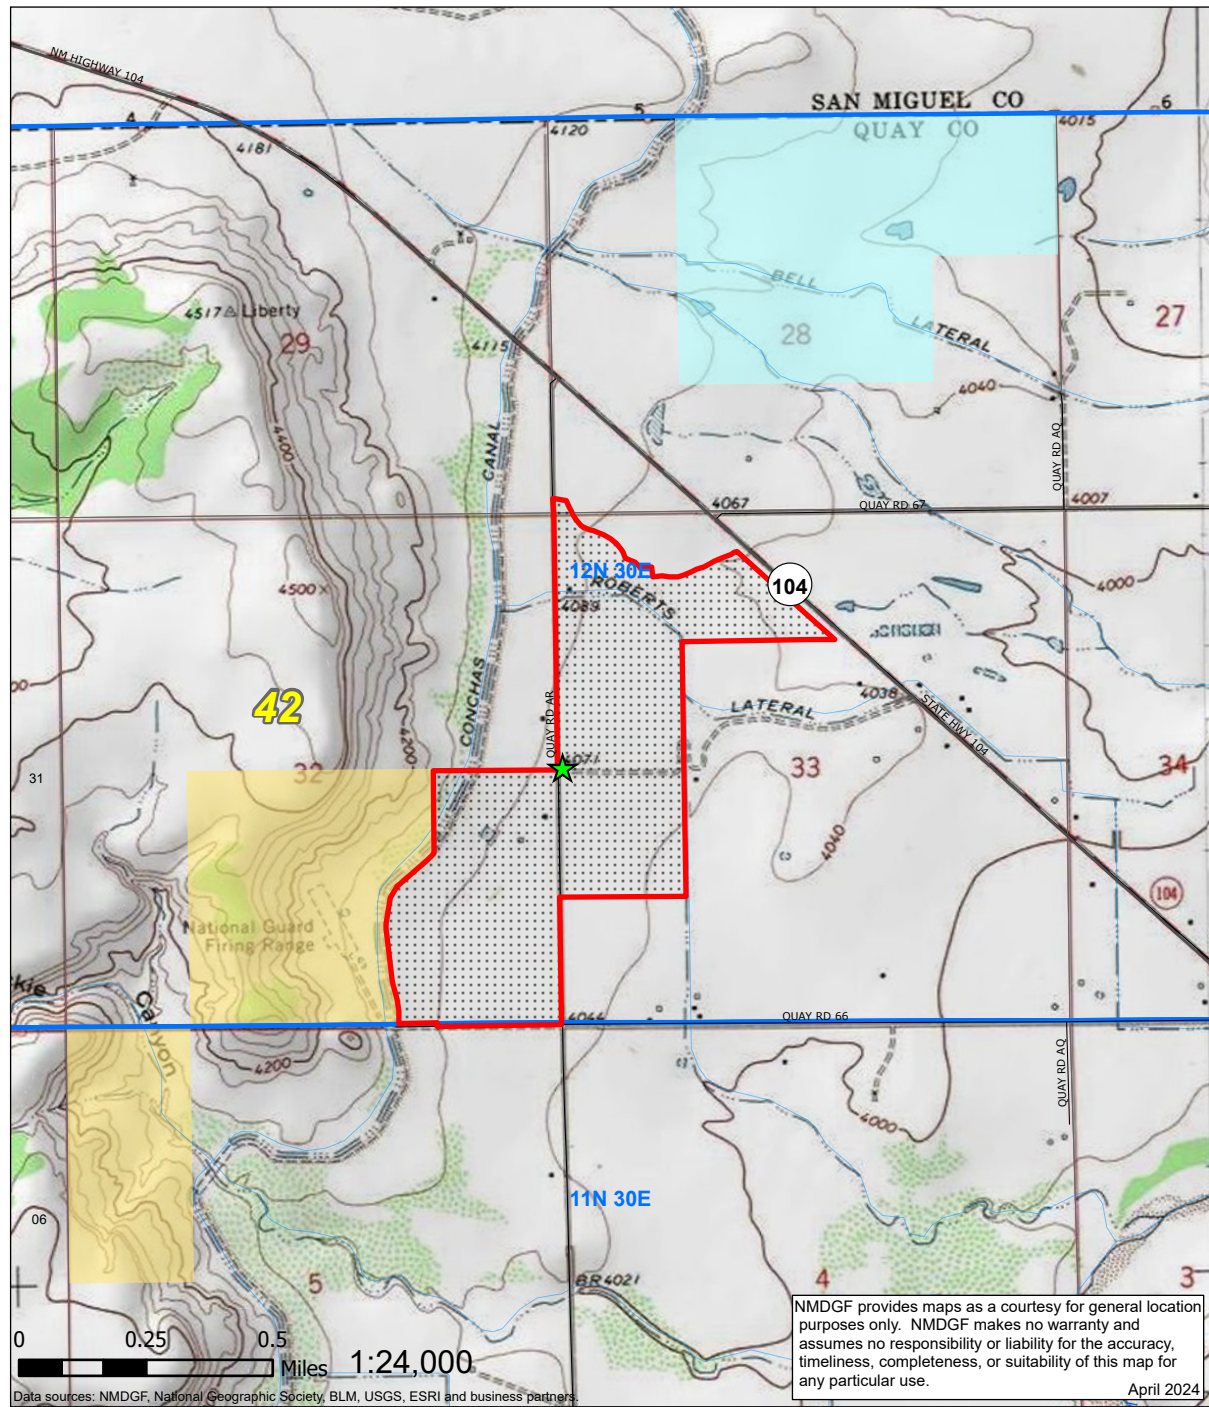 NM HIGHWAY 104
SAN MIGUEL CO
QUAY CO
4
5
6
4120
4015
4181
BELL
LATERAL
4517 Liberty
29
28
27
4115
4040
4400
CANAL
QUAY RD AQ
4067
QUAY RD 67
4007
12N 30E
4500
ROBERTS
4089
104
4000
CONCHAS
42
QUAY RD AR
LATERAL
4038
STATE HWY 104
4200
4071
31
32
33
34
4040
104
National Guard
Firing Range
kie
Canyon
4044
QUAY RD 66
4200
QUAY RD AQ
4000
11N 30E
06
5
BR 4021
4
3
NMDGF provides maps as a courtesy for general location
purposes only.  NMDGF makes no warranty and
assumes no responsibility or liability for the accuracy,
timeliness, completeness, or suitability of this map for
any particular use.
April 2024
0 0.25 0.5
Miles 1:24,000
Data sources: NMDGF, National Geographic Society, BLM, USGS, ESRI and business partners.